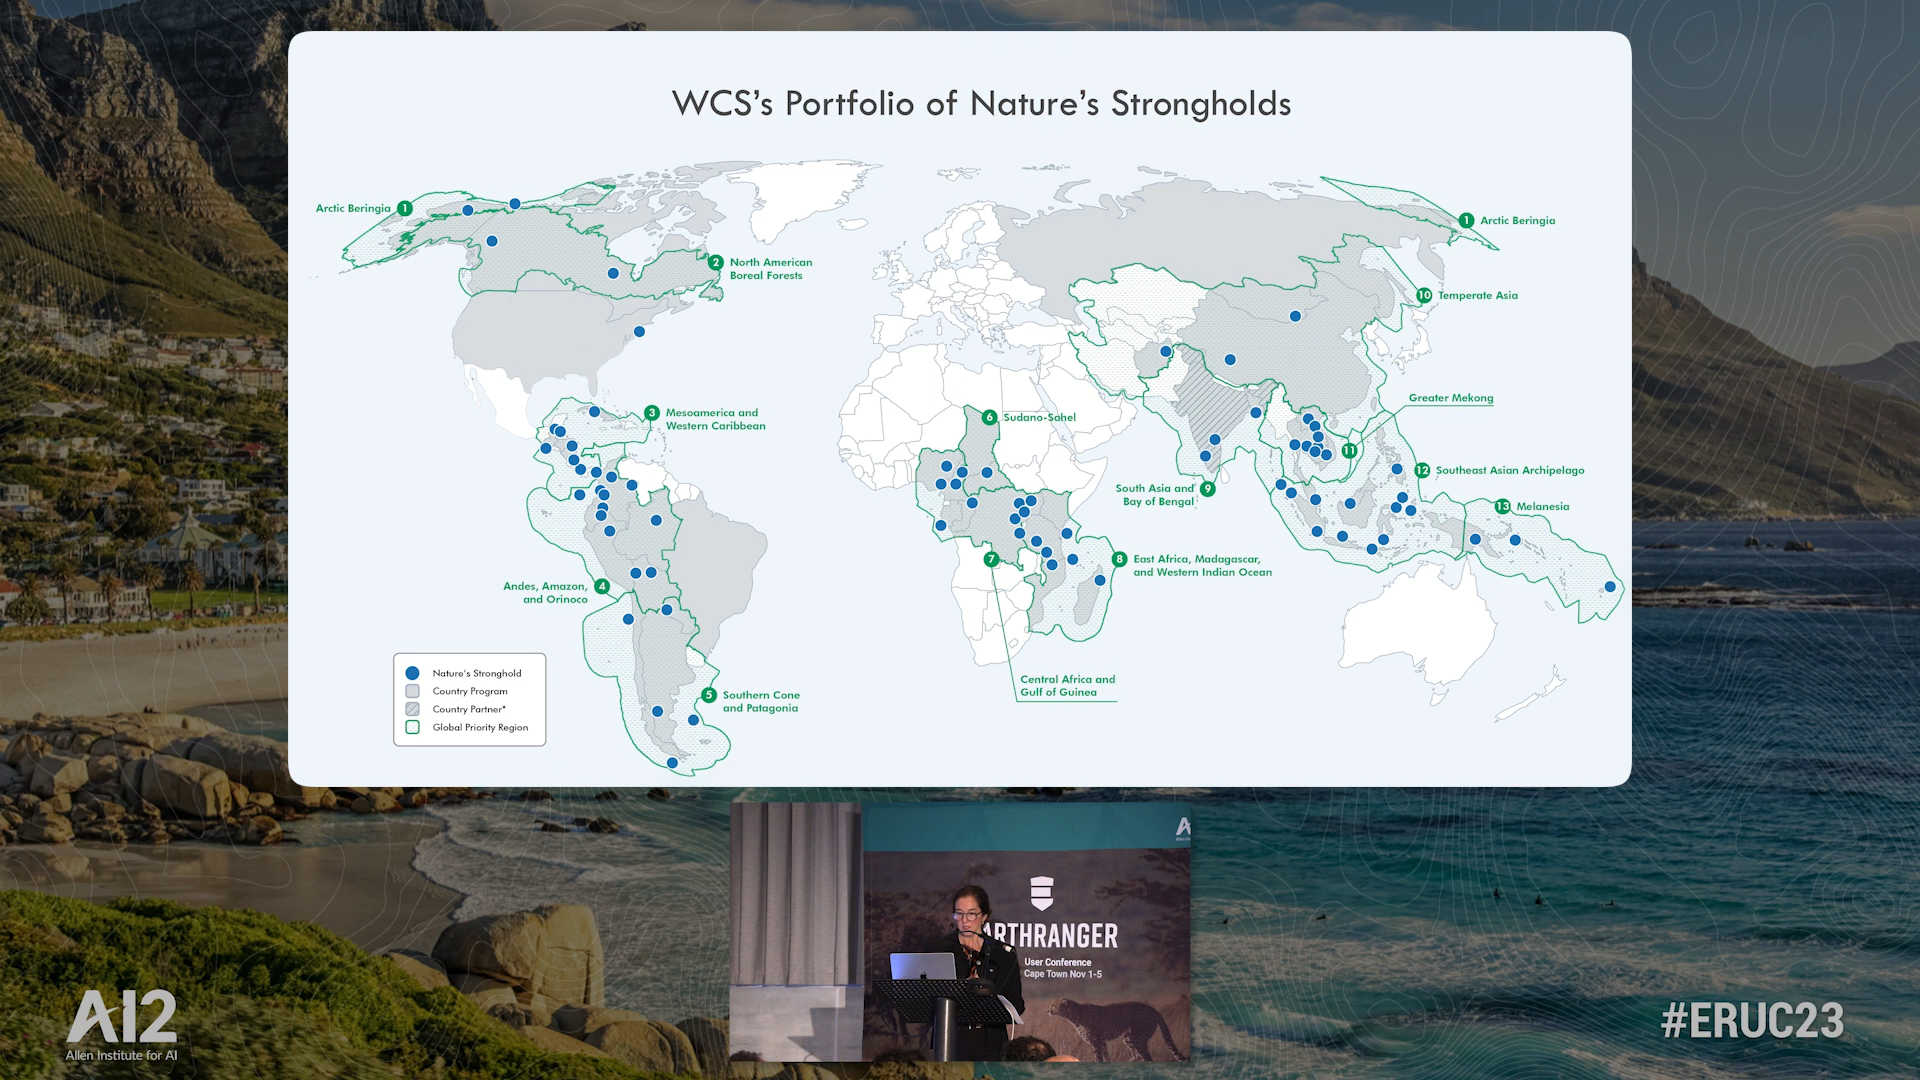 WCS's Portfolio of Nature's Strongholds
Arctic Beringia 1
2 North American
Boreal Forests
1 Arctic Beringia
10 Temperate Asia
3 Mesoamerica and
Western Caribbean
6 Sudano-Sahel
Greater Mekong
11
12 Southeast Asian Archipelago
South Asia and
Bay of Bengal
9
13 Melanesia
7
8 East Africa, Madagascar,
and Western Indian Ocean
Andes, Amazon,
and Orinoco
4
Central Africa and
Gulf of Guinea
5 Southern Cone
and Patagonia
Nature's Stronghold
Country Program
Country Partner*
Global Priority Region
ARTHRANGER
User Conference
Cape Town Nov 1-5
AI2
Allen Institute for AI
#ERUC23